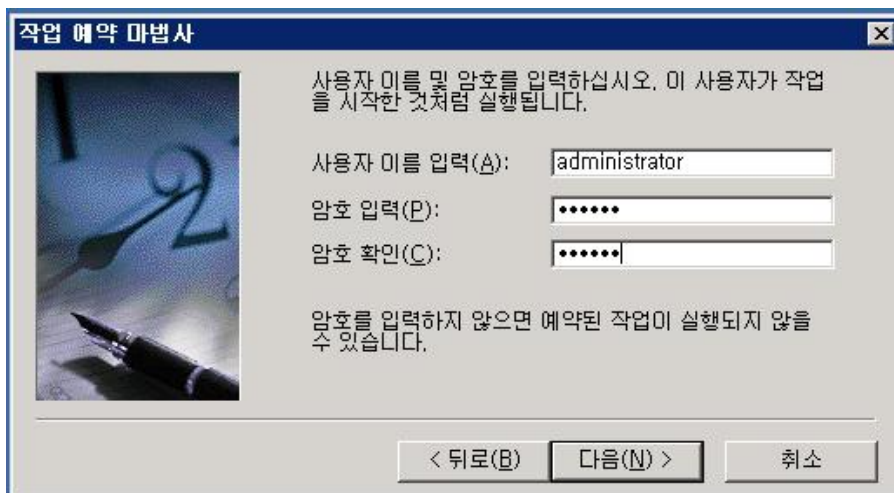 작업 예약 마법사
사용자 이름 및 암호를 입력하십시오. 이 사용자가 작업
을 시작한 것처럼 실행됩니다.
사용자 이름 입력(A): administrator
암호 입력(P): ••••••
암호 확인(C): ••••••
암호를 입력하지 않으면 예약된 작업이 실행되지 않을
수 있습니다.
< 뒤로(B) 다음(N) > 취소